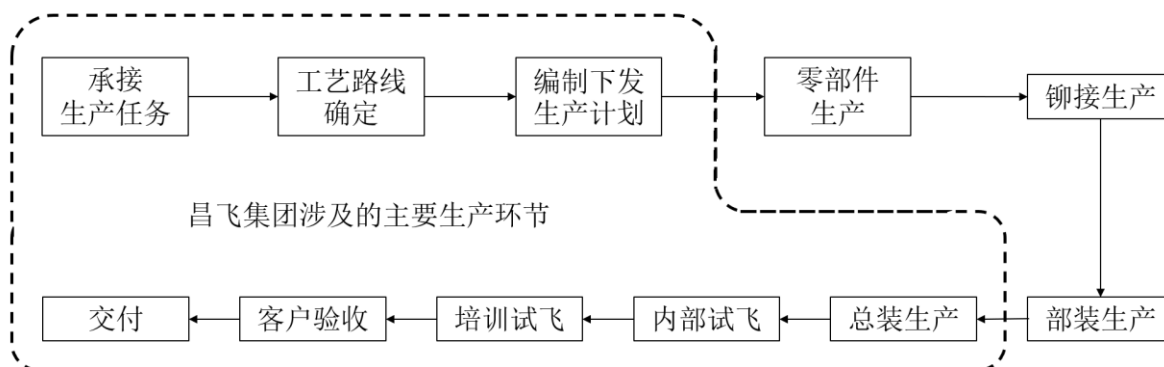 承接
生产任务
工艺路线
确定
编制下发
生产计划
零部件
生产
铆接生产
昌飞集团涉及的主要生产环节
交付
客户验收
培训试飞
内部试飞
总装生产
部装生产